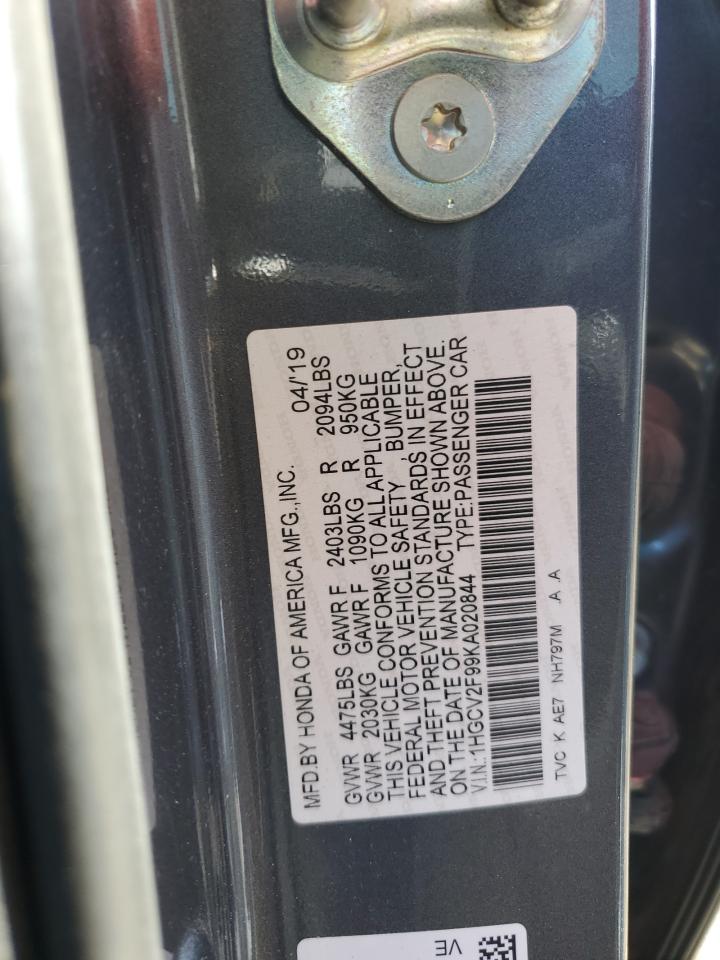 MFD.BY HONDA OF AMERICA MFG.,INC. 04/'19
GVWR 4475LBS GAWR F 2403LBS R 2094LBS
GVWR 2030KG GAWR F 1090KG R 950KG
THIS VEHICLE CONFORMS TO ALL APPLICABLE
FEDERAL MOTOR VEHICLE SAFETY, BUMPER,
AND THEFT PREVENTION STANDARDS IN EFFECT
ON THE DATE OF MANUFACTURE SHOWN ABOVE.
V.I.N.:1HGCV2F99KA020844 TYPE:PASSENGER CAR
TVC K AE7 NH797M A A
VE